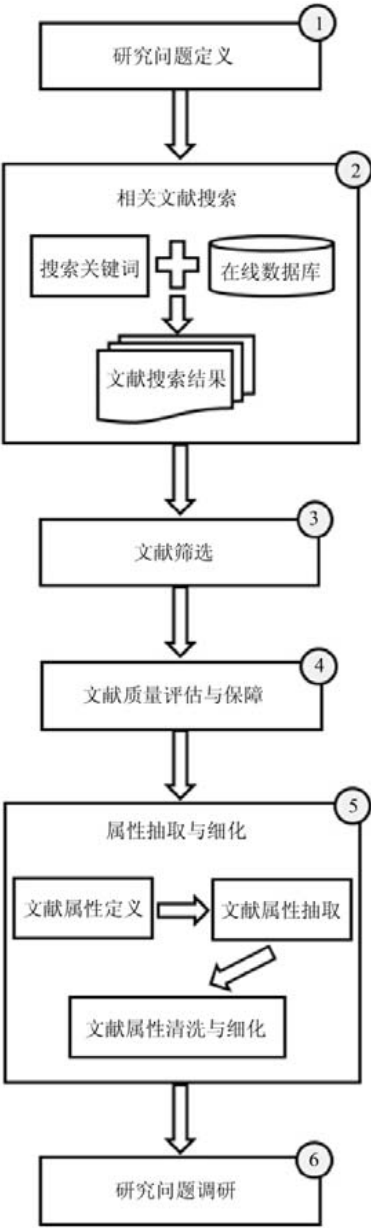 1
研究问题定义
2
相关文献搜索
搜索关键词
在线数据库
文献搜索结果
3
文献筛选
4
文献质量评估与保障
5
属性抽取与细化
文献属性定义
文献属性抽取
文献属性清洗与细化
6
研究问题调研